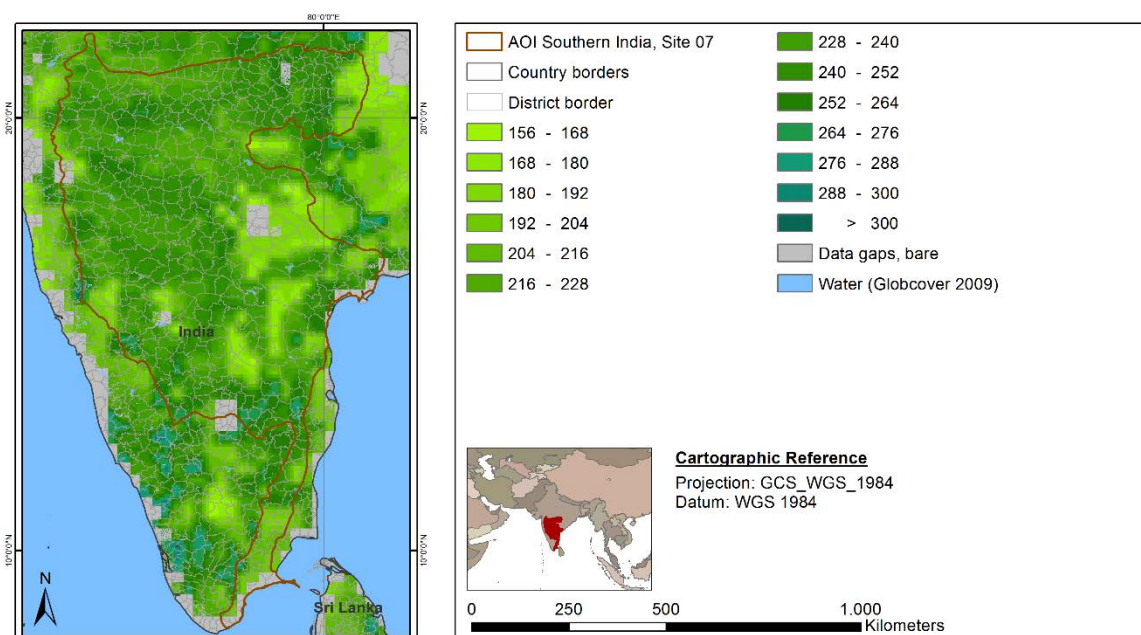 80°0'0"E
20°0'0"N
20°0'0"N
India
10°0'0"N
10°0'0"N
N
Sri Lanka
AOI Southern India, Site 07
Country borders
District border
156 - 168
168 - 180
180 - 192
192 - 204
204 - 216
216 - 228
228 - 240
240 - 252
252 - 264
264 - 276
276 - 288
288 - 300
> 300
Data gaps, bare
Water (Globcover 2009)
Cartographic Reference
Projection: GCS_WGS_1984
Datum: WGS 1984
0 250 500 1.000
Kilometers